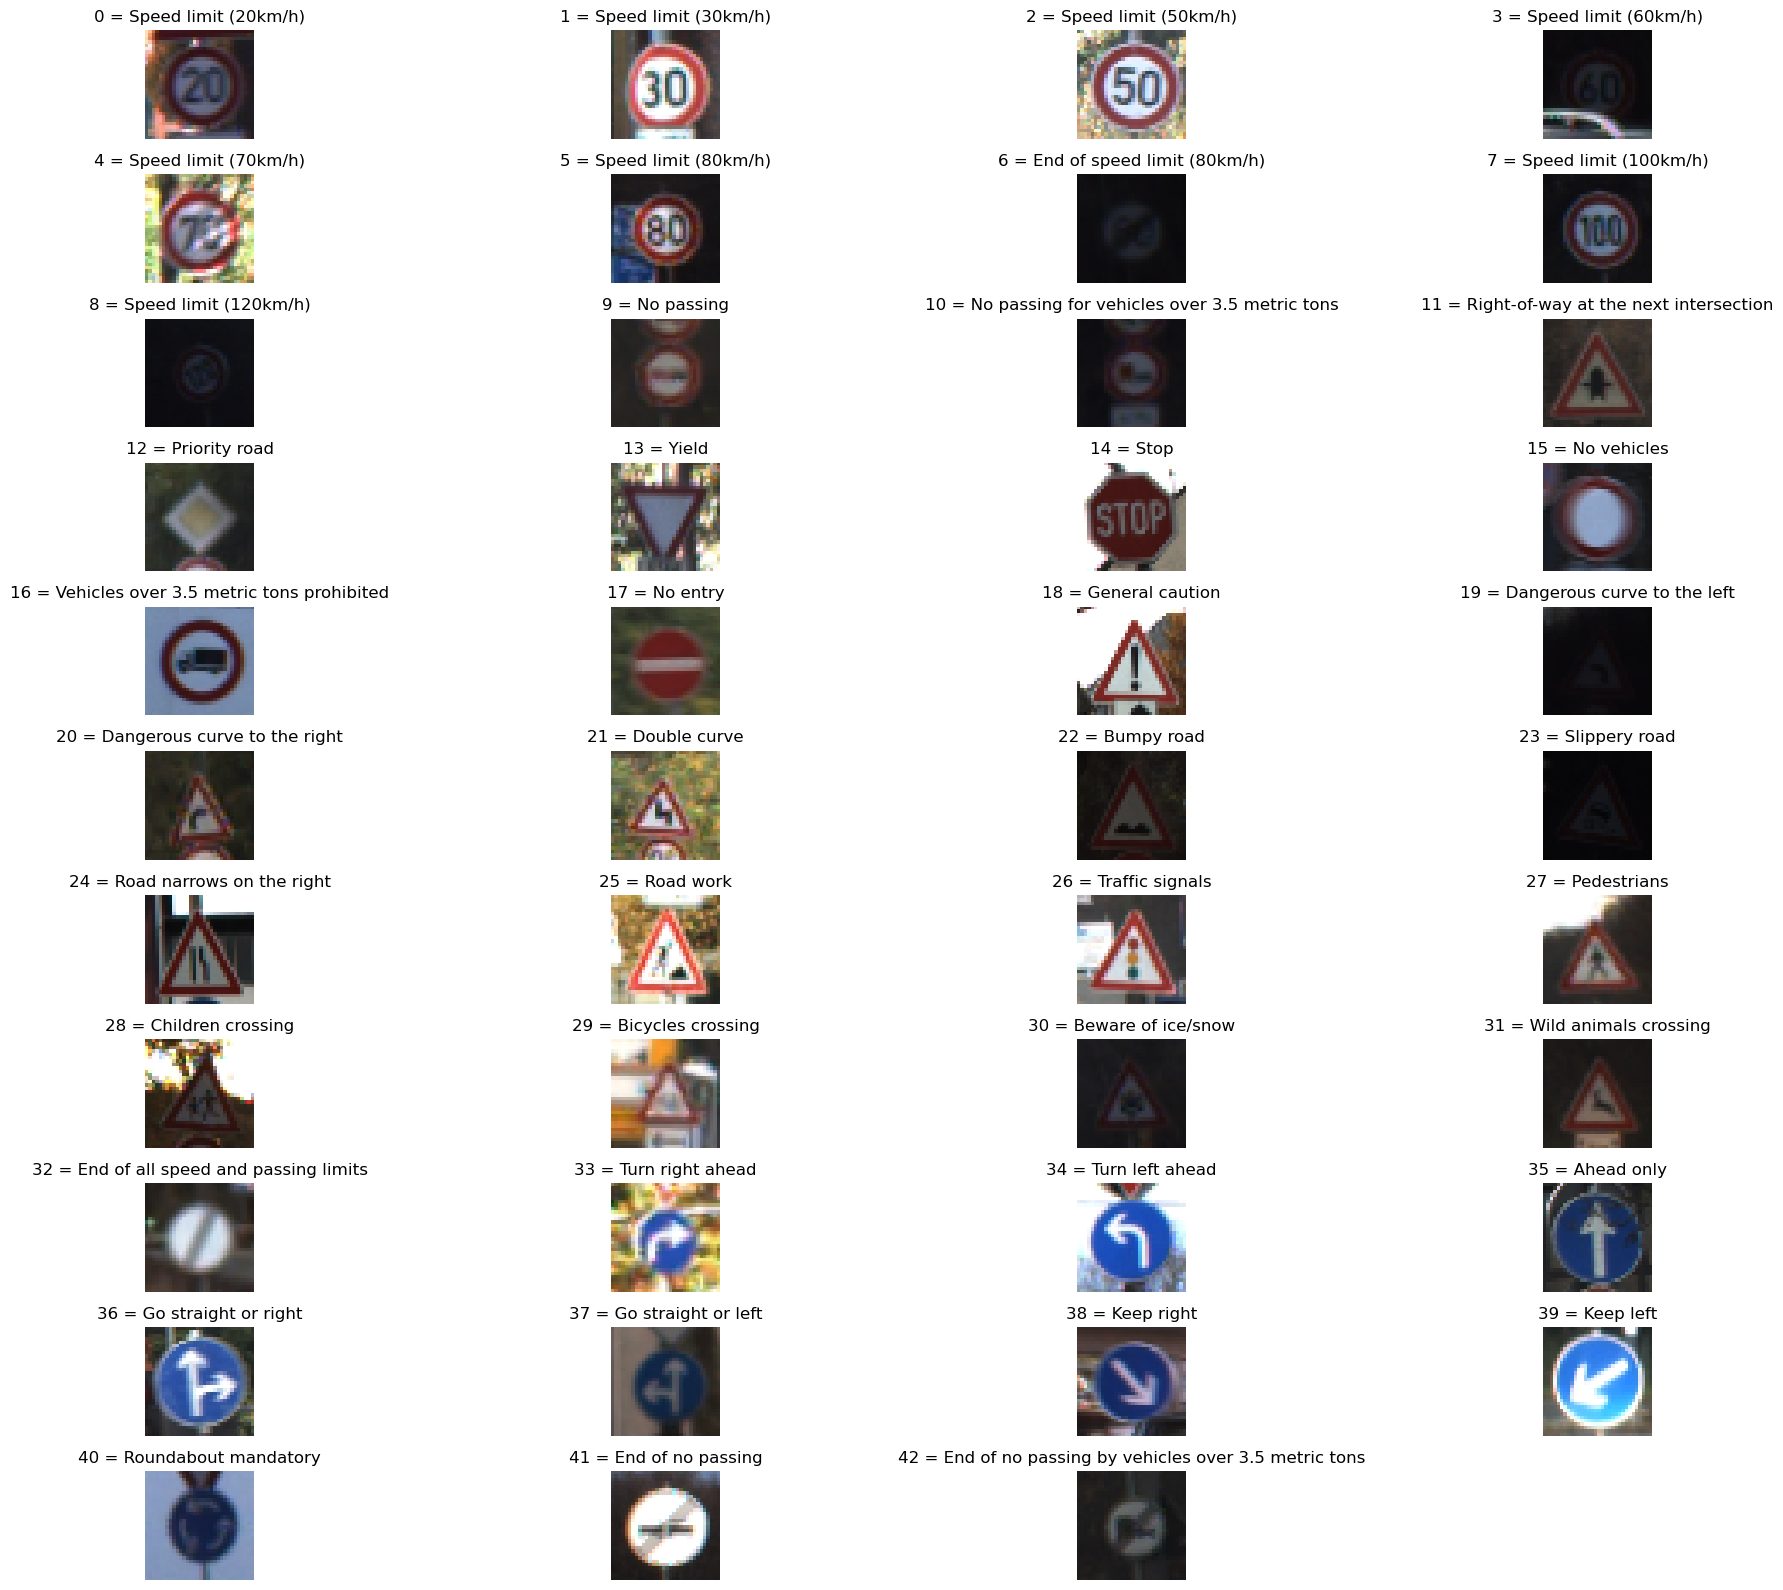 0 = Speed limit (20km/h)
1 = Speed limit (30km/h)
2 = Speed limit (50km/h)
3 = Speed limit (60km/h)
20
30
50
60
4 = Speed limit (70km/h)
5 = Speed limit (80km/h)
6 = End of speed limit (80km/h)
7 = Speed limit (100km/h)
70
80
100
8 = Speed limit (120km/h)
9 = No passing
10 = No passing for vehicles over 3.5 metric tons
11 = Right-of-way at the next intersection
12 = Priority road
13 = Yield
14 = Stop
15 = No vehicles
STOP
16 = Vehicles over 3.5 metric tons prohibited
17 = No entry
18 = General caution
19 = Dangerous curve to the left
20 = Dangerous curve to the right
21 = Double curve
22 = Bumpy road
23 = Slippery road
24 = Road narrows on the right
25 = Road work
26 = Traffic signals
27 = Pedestrians
28 = Children crossing
29 = Bicycles crossing
30 = Beware of ice/snow
31 = Wild animals crossing
32 = End of all speed and passing limits
33 = Turn right ahead
34 = Turn left ahead
35 = Ahead only
36 = Go straight or right
37 = Go straight or left
38 = Keep right
39 = Keep left
40 = Roundabout mandatory
41 = End of no passing
42 = End of no passing by vehicles over 3.5 metric tons